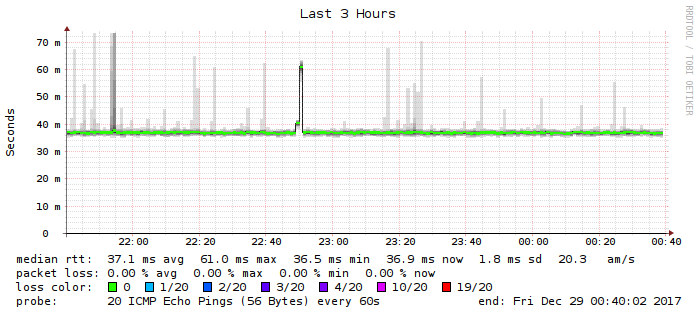 Last 3 Hours
RRDTOOL / TOBI OETIKER
Seconds
70 m
60 m
50 m
40 m
30 m
20 m
10 m
0
22:00 22:20 22:40 23:00 23:20 23:40 00:00 00:20 00:40
median rtt: 37.1 ms avg 61.0 ms max 36.5 ms min 36.9 ms now 1.8 ms sd 20.3 am/s
packet loss: 0.00 % avg 0.00 % max 0.00 % min 0.00 % now
loss color: 0 1/20 2/20 3/20 4/20 10/20 19/20
probe: 20 ICMP Echo Pings (56 Bytes) every 60s end: Fri Dec 29 00:40:02 2017